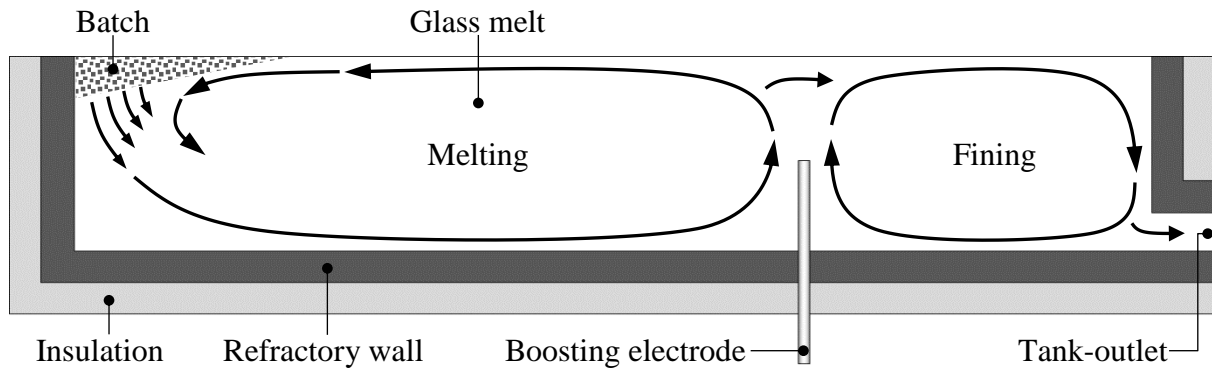 Batch
Glass melt
Melting
Fining
Insulation
Refractory wall
Boosting electrode
Tank-outlet